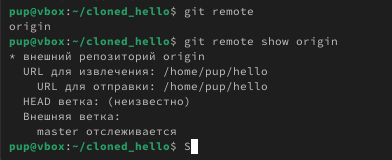 pup@vbox:~/cloned_hello$ git remote
origin
pup@vbox:~/cloned_hello$ git remote show origin
* внешний репозиторий origin
  URL для извлечения: /home/pup/hello
    URL для отправки: /home/pup/hello
  HEAD ветка: (неизвестно)
  Внешняя ветка:
    master отслеживается
pup@vbox:~/cloned_hello$ S